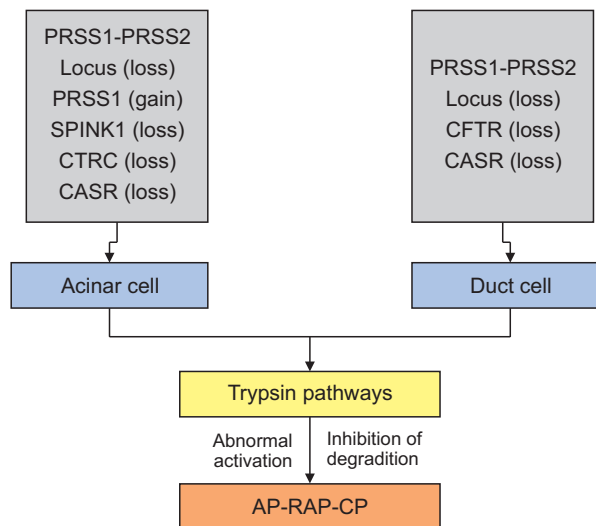 PRSS1-PRSS2
Locus (loss)
PRSS1 (gain)
SPINK1 (loss)
CTRC (loss)
CASR (loss)
PRSS1-PRSS2
Locus (loss)
CFTR (loss)
CASR (loss)
Acinar cell
Duct cell
Trypsin pathways
Abnormal
activation
Inhibition of
degradition
AP-RAP-CP